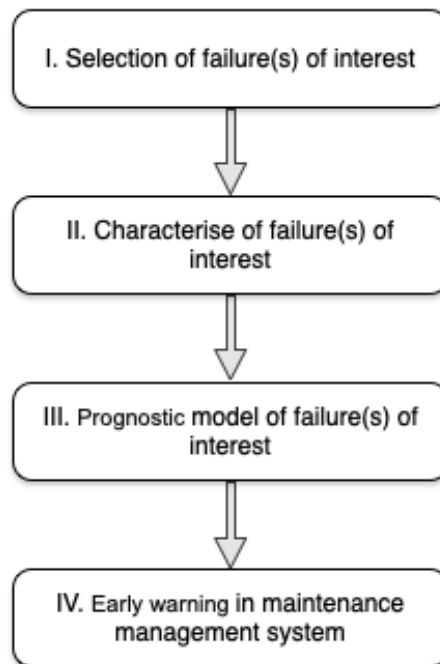 I. Selection of failure(s) of interest
II. Characterise of failure(s) of
interest
III. Prognostic model of failure(s) of
interest
IV. Early warning in maintenance
management system